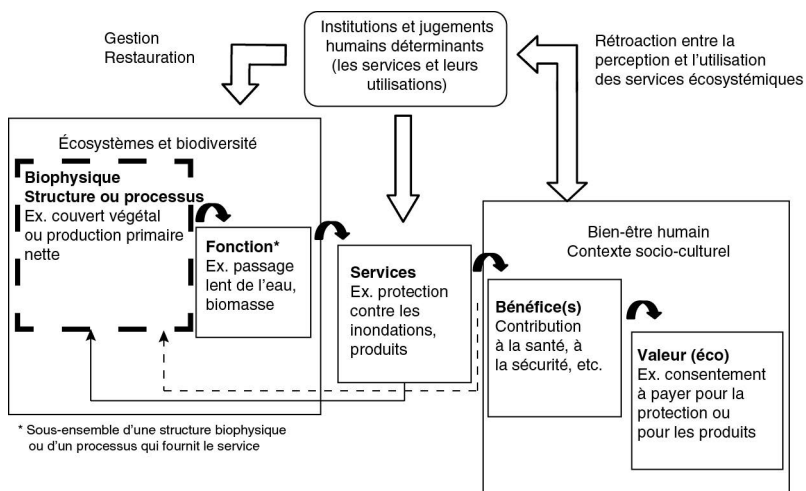 Gestion
Restauration
Institutions et jugements
humains déterminants
(les services et leurs
utilisations)
Rétroaction entre la
perception et l'utilisation
des services écosystémiques
Écosystèmes et biodiversité
Biophysique
Structure ou processus
Ex. couvert végétal
ou production primaire
nette
Fonction*
Ex. passage
lent de l'eau,
biomasse
Services
Ex. protection
contre les
inondations,
produits
Bien-être humain
Contexte socio-culturel
Bénéfice(s)
Contribution
à la santé, à
la sécurité, etc.
Valeur (éco)
Ex. consentement
à payer pour la
protection ou
pour les produits
* Sous-ensemble d'une structure biophysique
ou d'un processus qui fournit le service